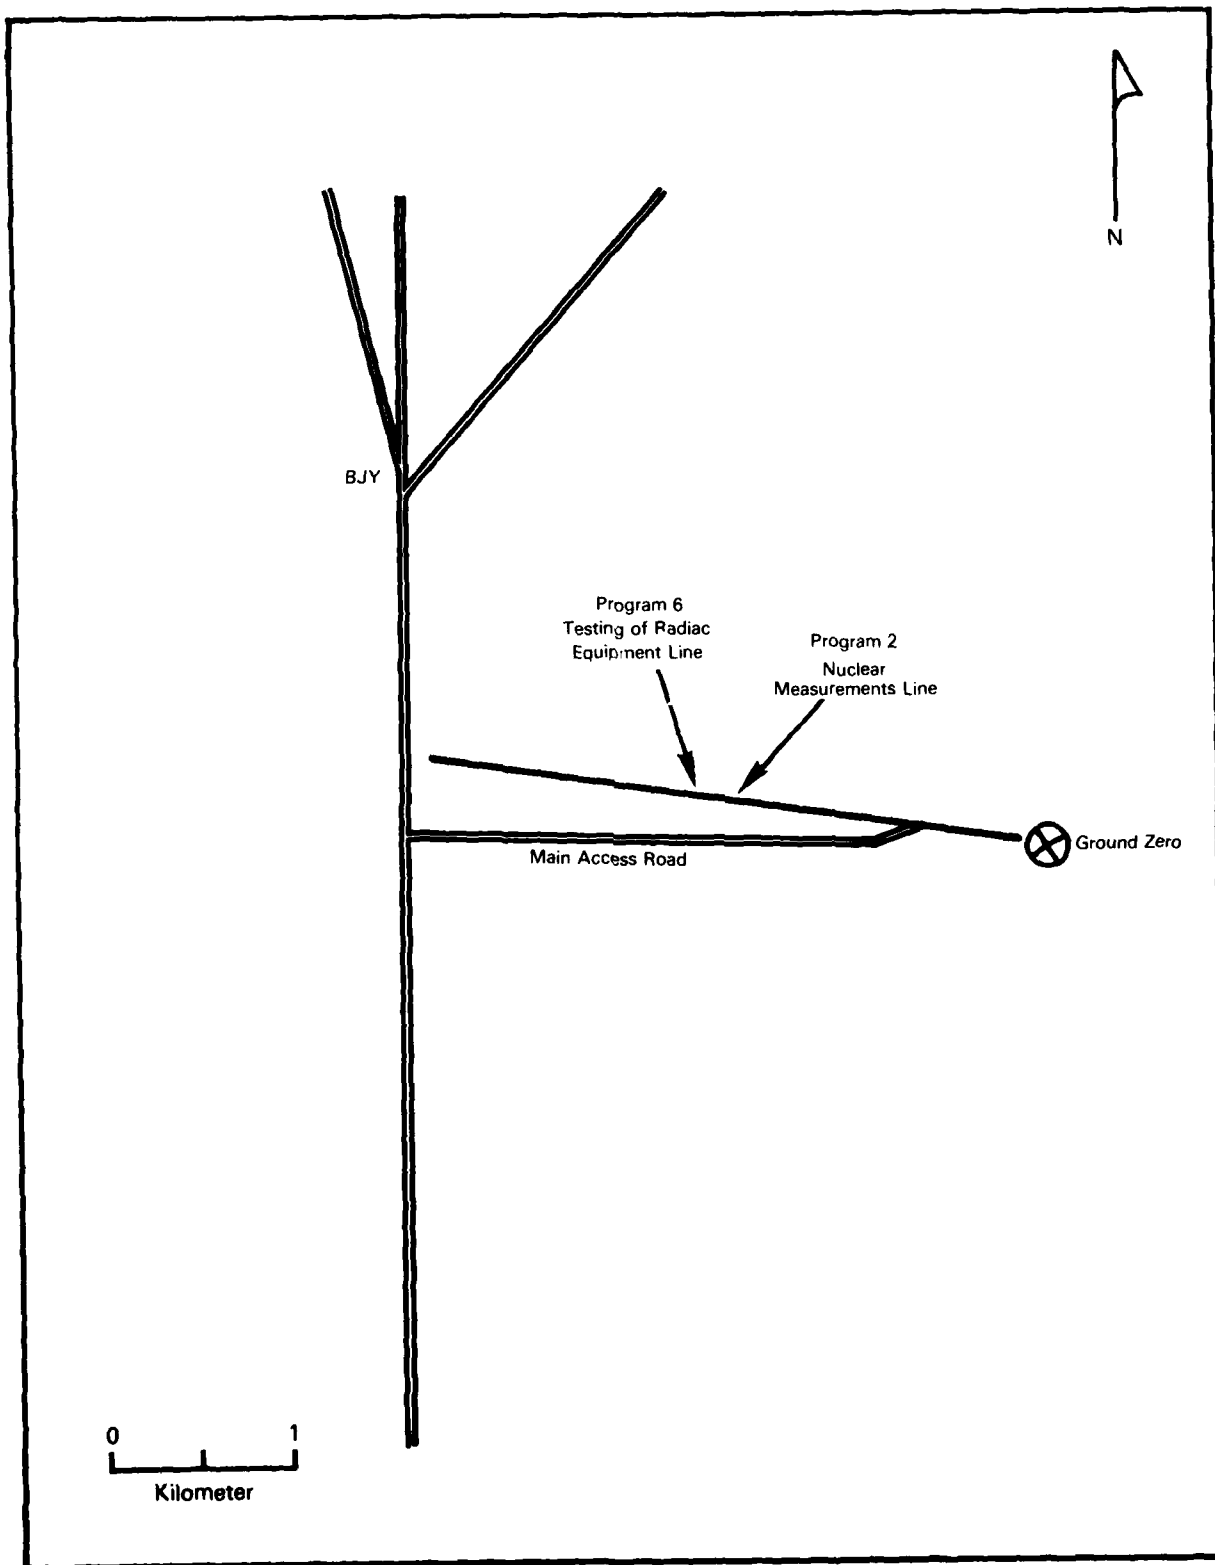 N
BJY
Program 6
Testing of Radiac
Equipment Line
Program 2
Nuclear
Measurements Line
Ground Zero
Main Access Road
0 1
Kilometer